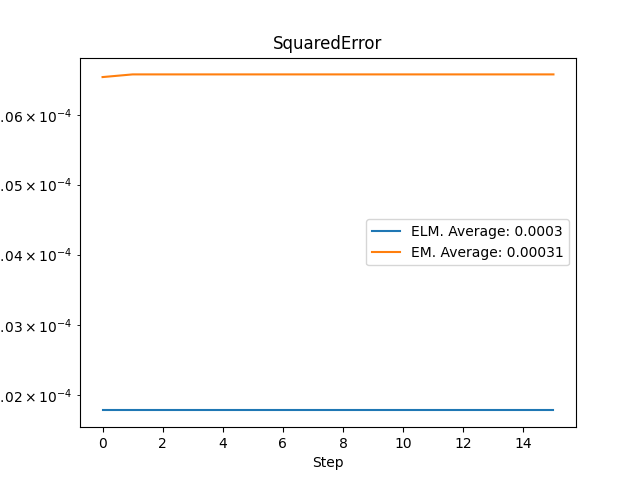 SquaredError
.06 × 10⁻⁴
.05 × 10⁻⁴
.04 × 10⁻⁴
.03 × 10⁻⁴
.02 × 10⁻⁴
ELM. Average: 0.0003
EM. Average: 0.00031
0 2 4 6 8 10 12 14
Step